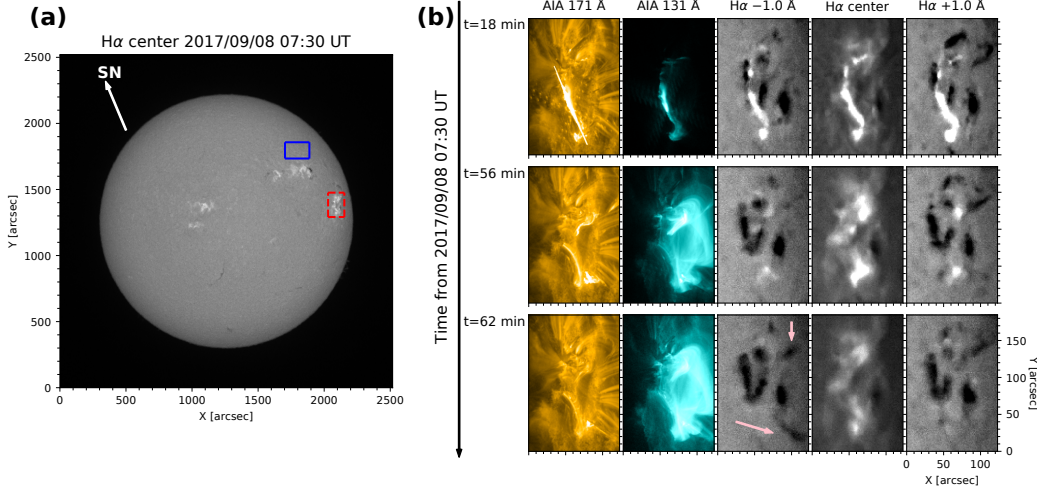 (a)
Hα center 2017/09/08 07:30 UT
SN
2500
2000
1500
1000
500
0
Y [arcsec]
0 500 1000 1500 2000 2500
X [arcsec]
(b)
Time from 2017/09/08 07:30 UT
AIA 171 Å AIA 131 Å Hα −1.0 Å Hα center Hα +1.0 Å
t=18 min
t=56 min
t=62 min
150
100
50
0
Y [arcsec]
0 50 100
X [arcsec]